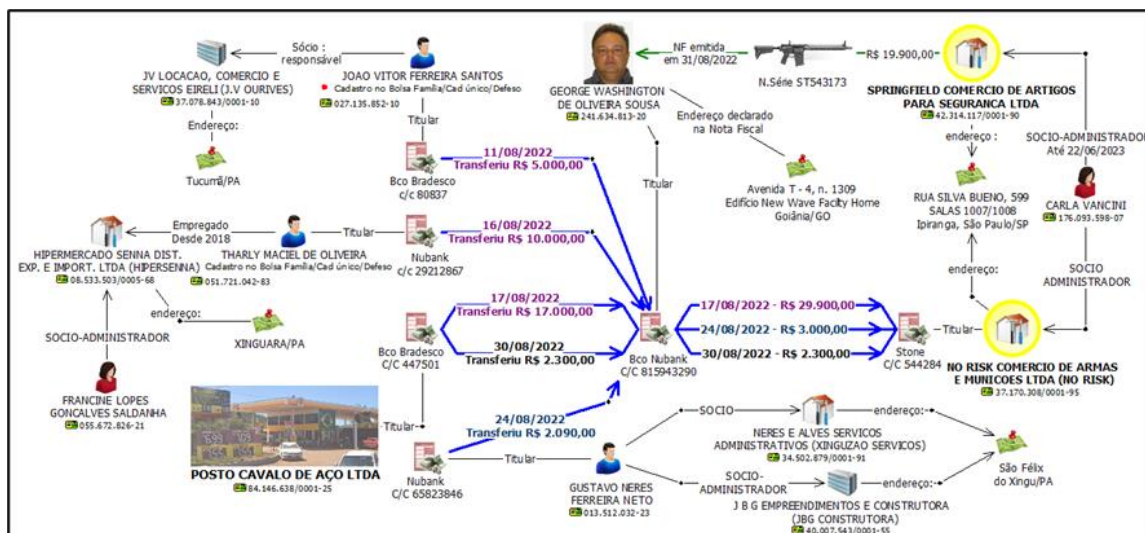 JV LOCACAO, COMERCIO E
SERVICOS EIRELI (J.V OURIVES)
37.078.843/0001-10
Sócio :
responsável
JOAO VITOR FERREIRA SANTOS
Cadastro no Bolsa Família/Cad único/Defeso
027.135.852-10
Endereço:
Tucumã/PA
Titular
Bco Bradesco
c/c 80837
11/08/2022
Transferiu R$ 5.000,00
GEORGE WASHINGTON
DE OLIVEIRA SOUSA
241.634.813-20
NF emitida
em 31/08/2022
N.Série ST543173
R$ 19.900,00
SPRINGFIELD COMERCIO DE ARTIGOS
PARA SEGURANCA LTDA
42.314.117/0001-90
Endereço declarado
na Nota Fiscal
Avenida T - 4, n. 1309
Edifício New Wave Faclty Home
Goiânia/GO
endereço :
RUA SILVA BUENO, 599
SALAS 1007/1008
Ipiranga, São Paulo/SP
SOCIO-ADMINISTRADOR
Até 22/06/2023
CARLA VANCINI
176.093.598-07
SOCIO
ADMINISTRADOR
HIPERMERCADO SENNA DIST.
EXP. E IMPORT. LTDA (HIPERSENNA)
08.533.503/0005-68
Empregado
Desde 2018
THARLY MACIEL DE OLIVEIRA
Cadastro no Bolsa Família/Cad único/Defeso
051.721.042-83
Titular
Nubank
c/c 29212867
16/08/2022
Transferiu R$ 10.000,00
Titular
endereço:
XINGUARA/PA
SOCIO-ADMINISTRADOR
FRANCINE LOPES
GONCALVES SALDANHA
055.672.826-21
Bco Bradesco
C/C 447501
17/08/2022
Transferiu R$ 17.000,00
30/08/2022
Transferiu R$ 2.300,00
Bco Nubank
C/C 815943290
17/08/2022 - R$ 29.900,00
24/08/2022 - R$ 3.000,00
30/08/2022 - R$ 2.300,00
Stone
C/C 544284
Titular
NO RISK COMERCIO DE ARMAS
E MUNICOES LTDA (NO RISK)
37.170.308/0001-95
POSTO CAVALO DE AÇO LTDA
84.146.638/0001-25
Titular
Nubank
C/C 65823846
24/08/2022
Transferiu R$ 2.090,00
Titular
GUSTAVO NERES
FERREIRA NETO
013.512.032-23
SOCIO
NERES E ALVES SERVICOS
ADMINISTRATIVOS (XINGUZAO SERVICOS)
34.502.879/0001-91
endereço:
SOCIO-
ADMINISTRADOR
J B G EMPREENDIMENTOS E CONSTRUTORA
(JBG CONSTRUTORA)
40.007.543/0001-55
endereço:
São Félix
do Xingu/PA